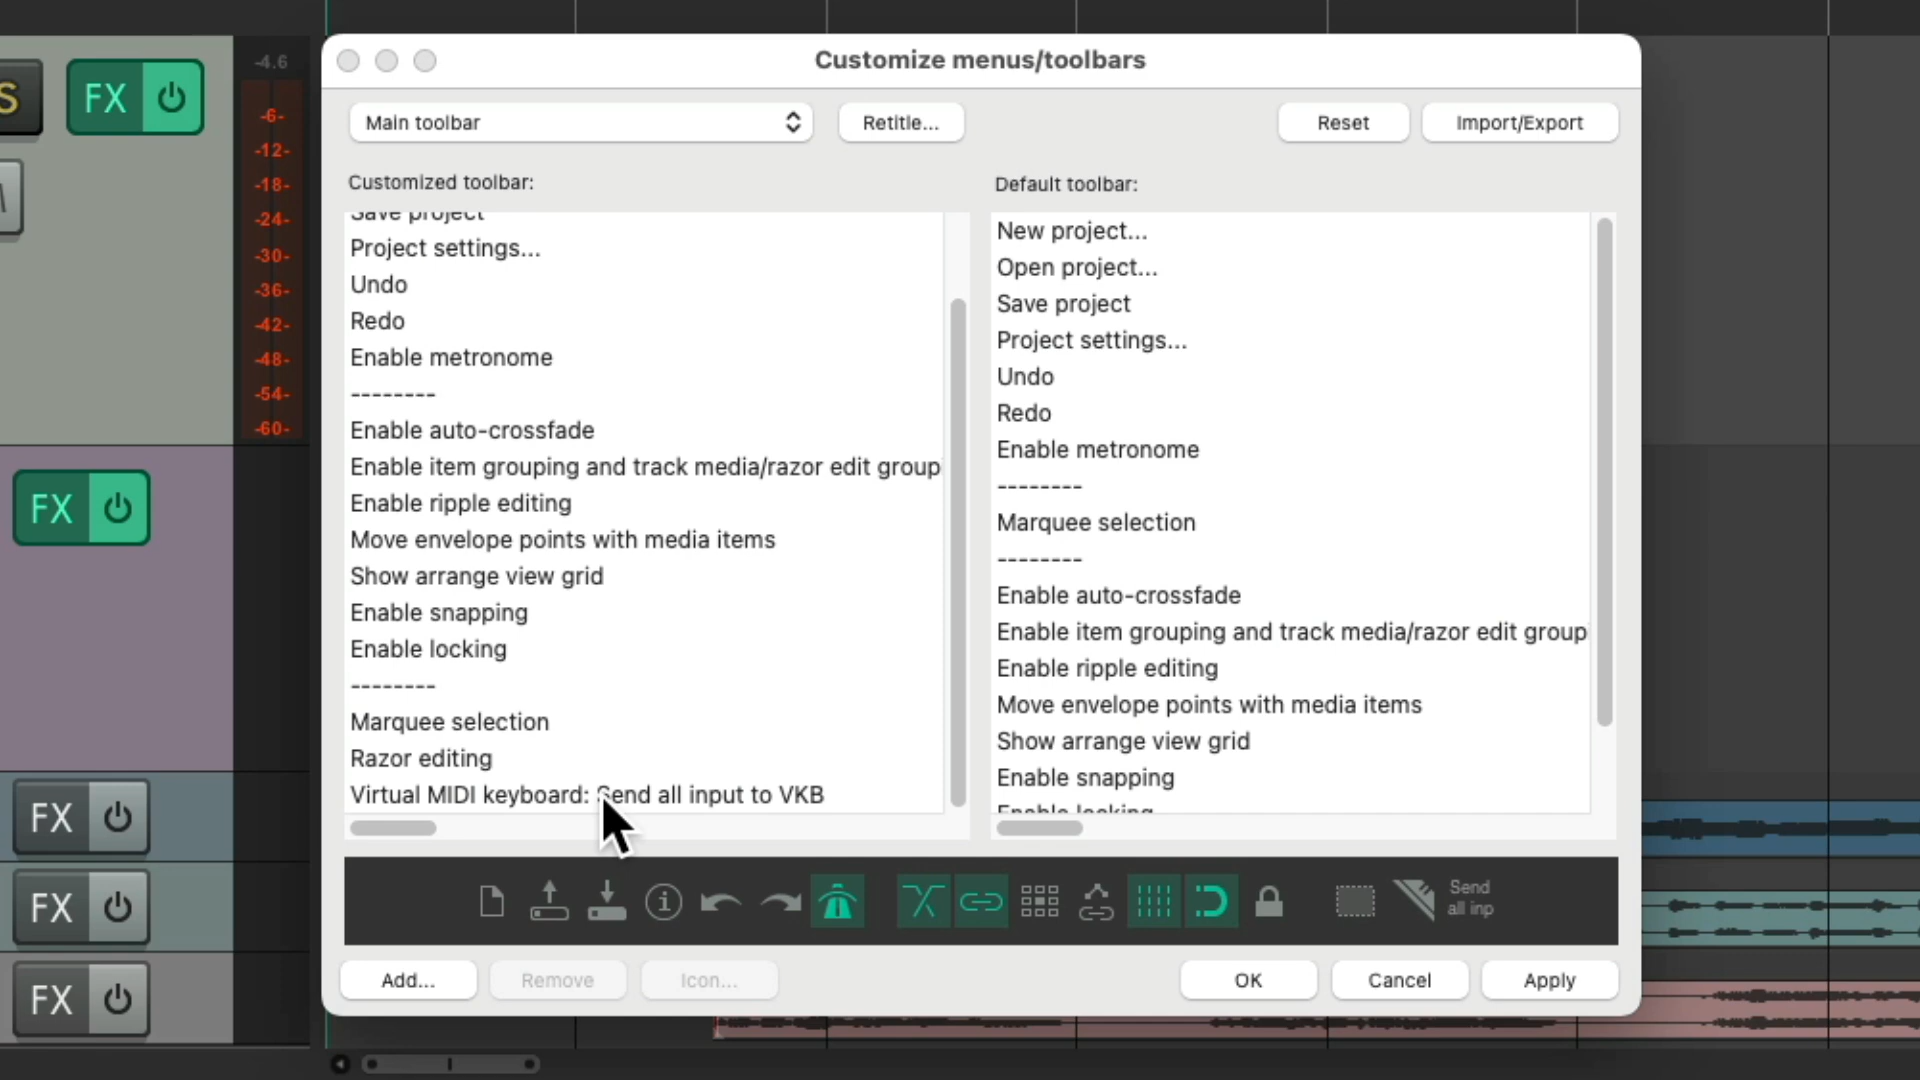 Customize menus/toolbars
Main toolbar
Retitle...
Reset
Import/Export
Customized toolbar:
Save project
Project settings...
Undo
Redo
Enable metronome
--------
Enable auto-crossfade
Enable item grouping and track media/razor edit group
Enable ripple editing
Move envelope points with media items
Show arrange view grid
Enable snapping
Enable locking
--------
Marquee selection
Razor editing
Virtual MIDI keyboard: Send all input to VKB
Default toolbar:
New project...
Open project...
Save project
Project settings...
Undo
Redo
Enable metronome
--------
Marquee selection
--------
Enable auto-crossfade
Enable item grouping and track media/razor edit group
Enable ripple editing
Move envelope points with media items
Show arrange view grid
Enable snapping
Enable locking
Send
all inp
Add...
Remove
Icon...
OK
Cancel
Apply
S
FX
-4.6
-6-
-12-
-18-
-24-
-30-
-36-
-42-
-48-
-54-
-60-
FX
FX
FX
FX